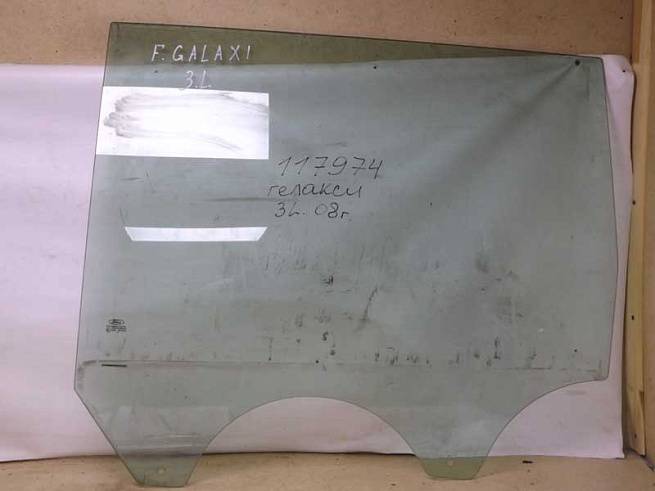 F. GALAXI
3.L
117974
гелакси
3L. 08г.